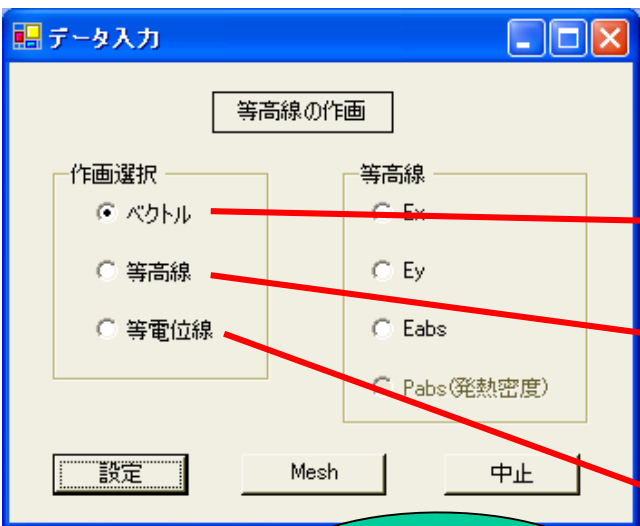 データ入力
等高線の作画
作画選択
ベクトル
等高線
等電位線
等高線
Ex
Ey
Eabs
Pabs(発熱密度)
設定
Mesh
中止